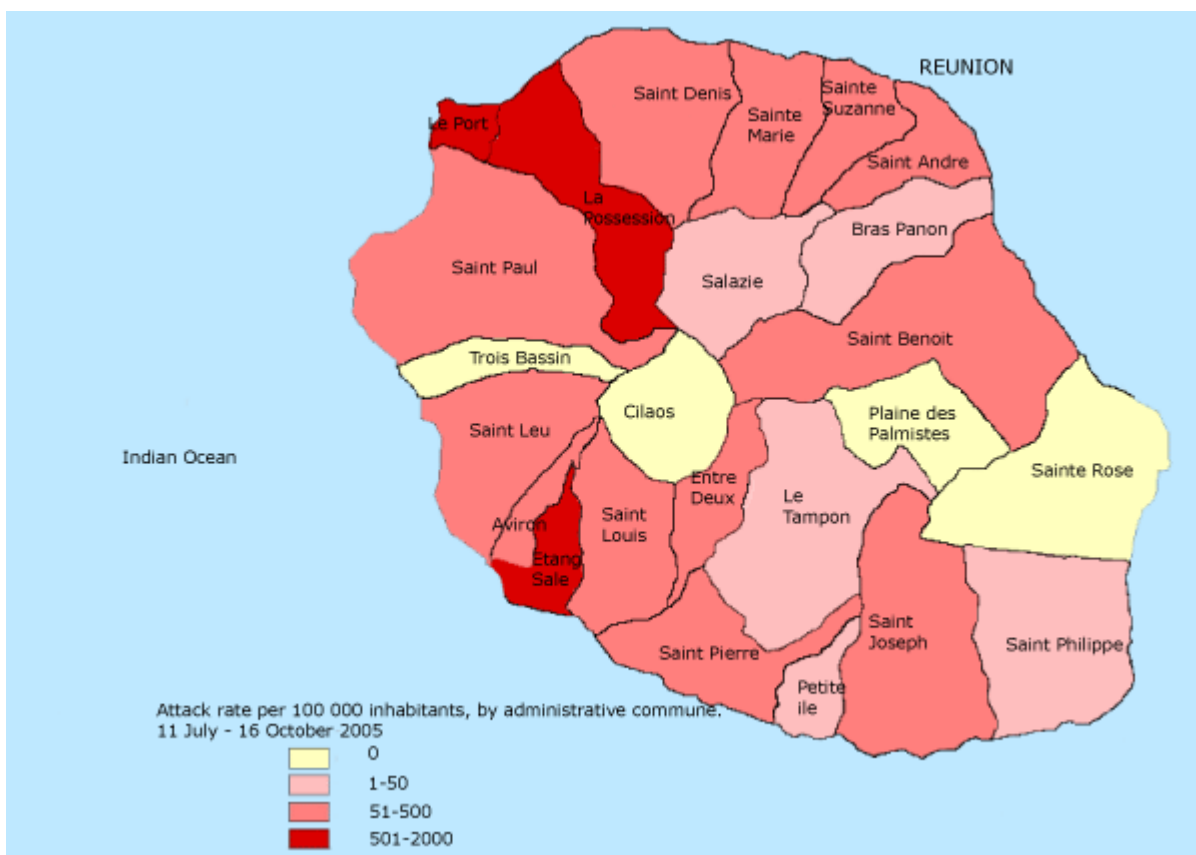 REUNION
Saint Denis
Sainte
Suzanne
Sainte
Marie
Le Port
Saint Andre
La
Possession
Bras Panon
Saint Paul
Salazie
Saint Benoit
Trois Bassin
Cilaos
Plaine des
Palmistes
Saint Leu
Indian Ocean
Sainte Rose
Entre
Deux
Le
Tampon
Saint
Louis
Aviron
Etang
Sale
Saint
Joseph
Saint Philippe
Saint Pierre
Petite
ile
Attack rate per 100 000 inhabitants, by administrative commune.
11 July - 16 October 2005
0
1-50
51-500
501-2000